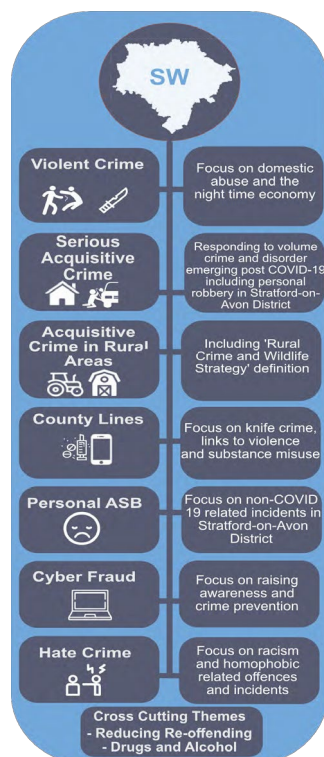 SW
Violent Crime
Focus on domestic
abuse and the
night time economy
Serious
Acquisitive
Crime
Responding to volume
crime and disorder
emerging post COVID-19
including personal
robbery in Stratford-on-
Avon District
Acquisitive
Crime in Rural
Areas
Including 'Rural
Crime and Wildlife
Strategy' definition
County Lines
Focus on knife crime,
links to violence
and substance misuse
Personal ASB
Focus on non-COVID
19 related incidents in
Stratford-on-Avon
District
Cyber Fraud
Focus on raising
awareness and
crime prevention
Hate Crime
Focus on racism
and homophobic
related offences
and incidents
Cross Cutting Themes
- Reducing Re-offending
- Drugs and Alcohol